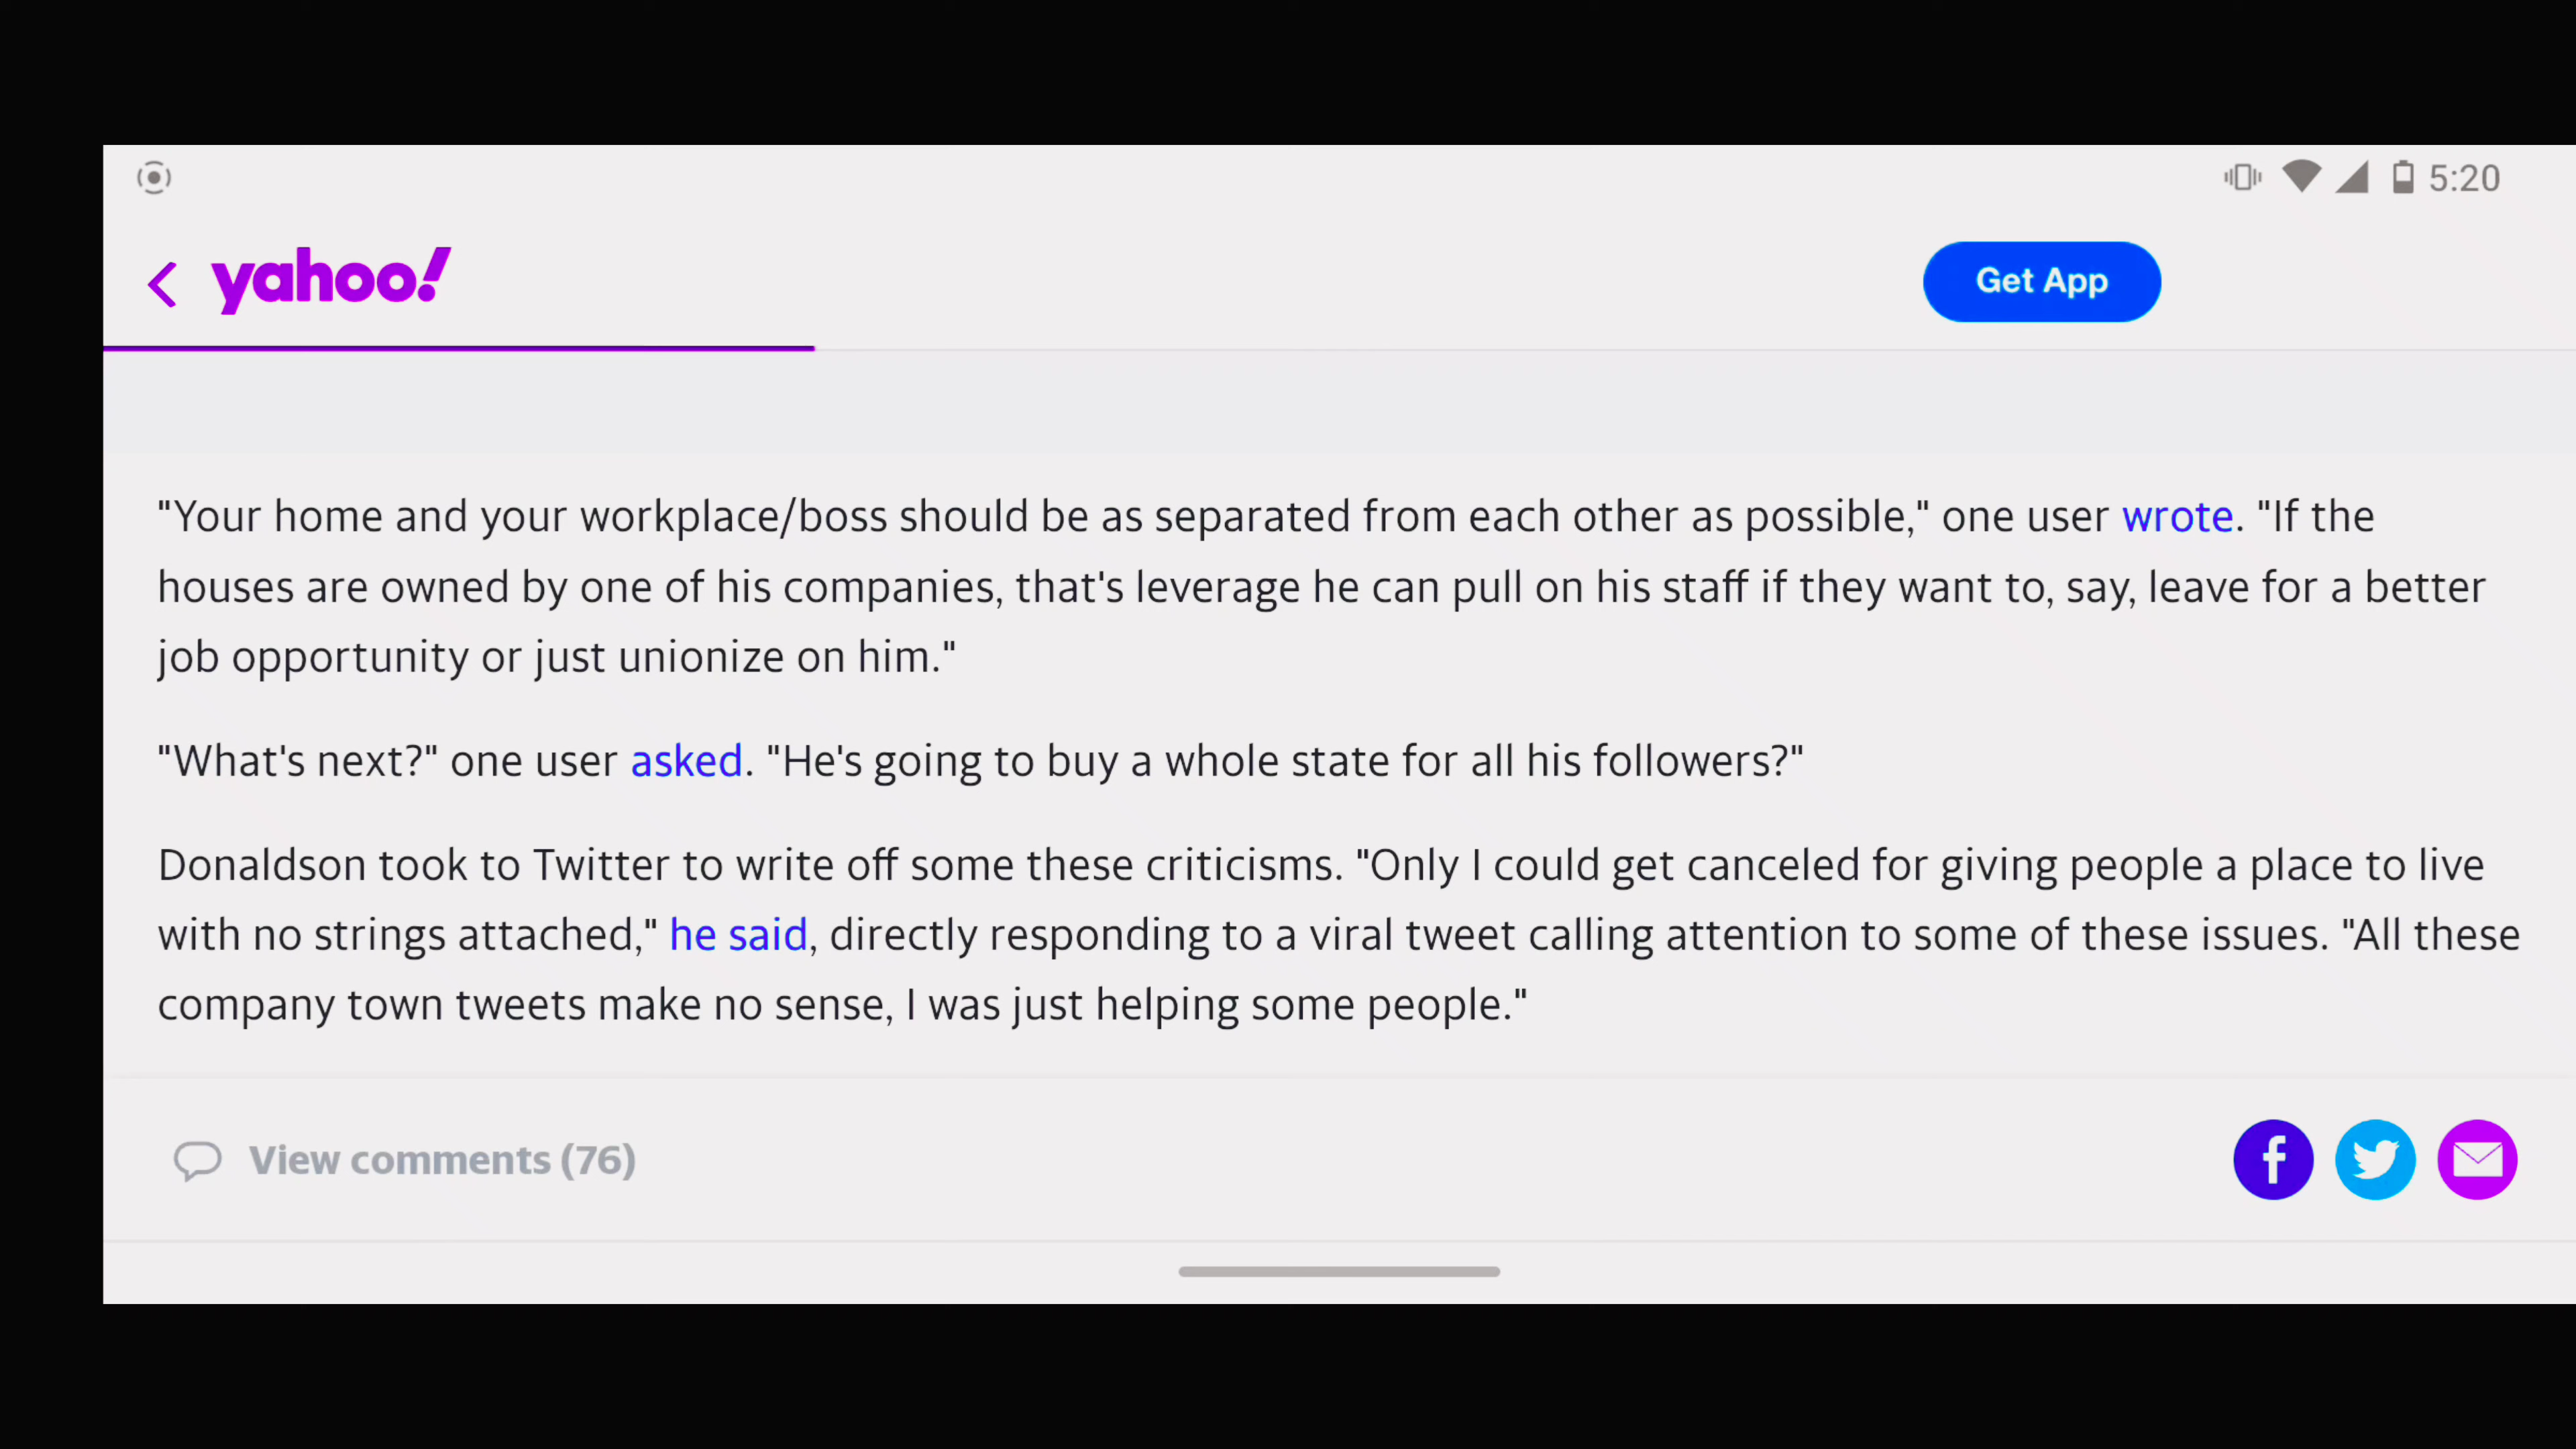 5:20
yahoo!
Get App
"Your home and your workplace/boss should be as separated from each other as possible," one user wrote. "If the
houses are owned by one of his companies, that's leverage he can pull on his staff if they want to, say, leave for a better
job opportunity or just unionize on him."
"What's next?" one user asked. "He's going to buy a whole state for all his followers?"
Donaldson took to Twitter to write off some these criticisms. "Only I could get canceled for giving people a place to live
with no strings attached," he said, directly responding to a viral tweet calling attention to some of these issues. "All these
company town tweets make no sense, I was just helping some people."
View comments (76)